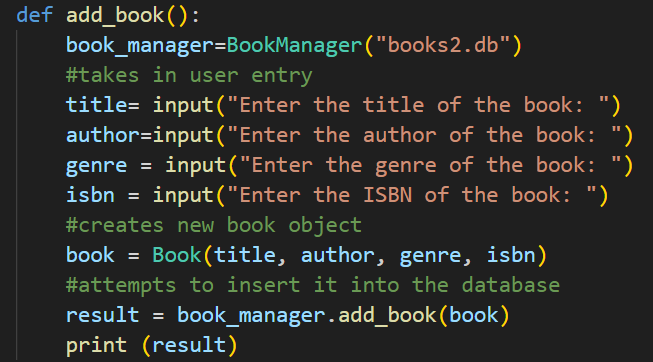 def add_book():
    book_manager=BookManager("books2.db")
    #takes in user entry
    title= input("Enter the title of the book: ")
    author=input("Enter the author of the book: ")
    genre = input("Enter the genre of the book: ")
    isbn = input("Enter the ISBN of the book: ")
    #creates new book object
    book = Book(title, author, genre, isbn)
    #attempts to insert it into the database
    result = book_manager.add_book(book)
    print (result)